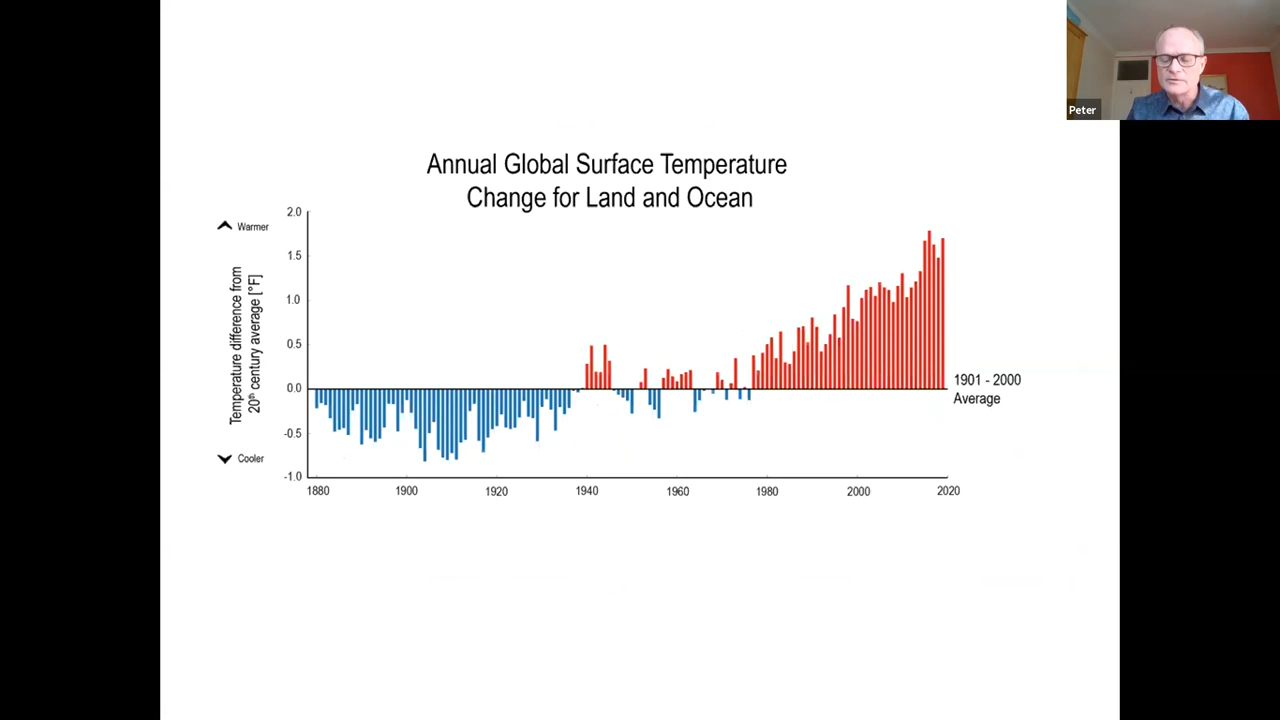 Peter
Annual Global Surface Temperature
Change for Land and Ocean
Warmer
Temperature difference from
20th century average [°F]
Cooler
2.0
1.5
1.0
0.5
0.0
-0.5
-1.0
1901 - 2000
Average
1880 1900 1920 1940 1960 1980 2000 2020